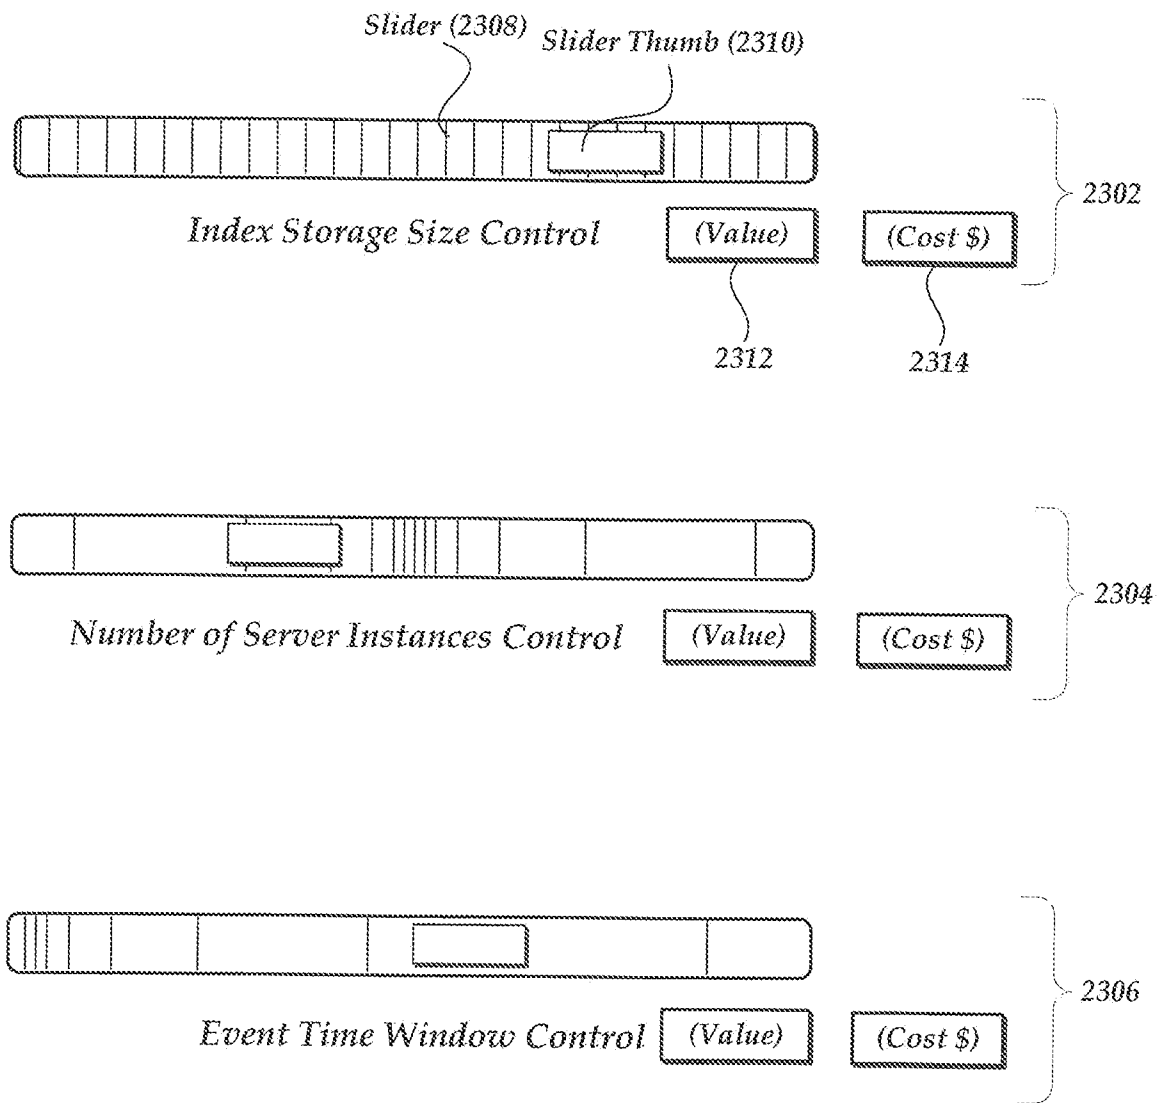 Slider (2308)
Slider Thumb (2310)
2302
Index Storage Size Control (Value) (Cost $)
2312 2314
2304
Number of Server Instances Control (Value) (Cost $)
2306
Event Time Window Control (Value) (Cost $)